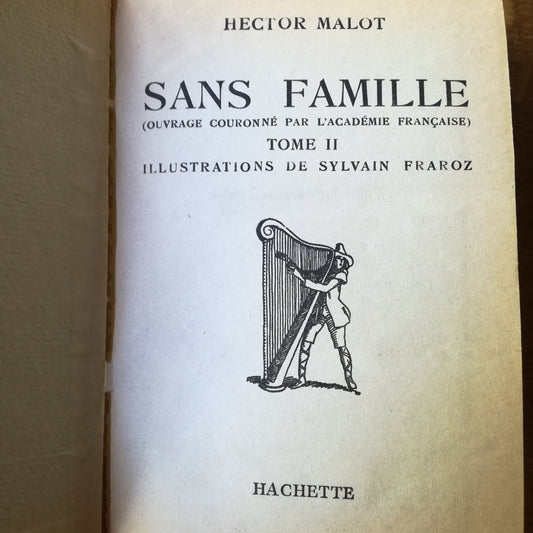 HECTOR MALOT
SANS FAMILLE
(OUVRAGE COURONNÉ PAR L'ACADÉMIE FRANÇAISE)
TOME II
ILLUSTRATIONS DE SYLVAIN FRAROZ
HACHETTE